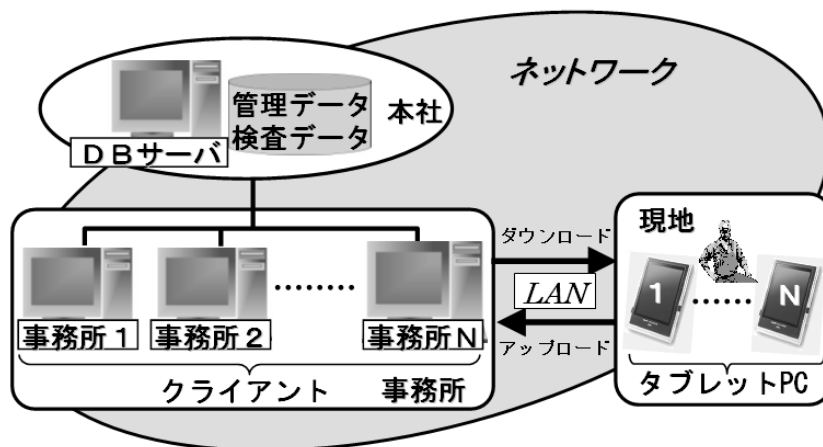 ネットワーク
管理データ
検査データ
本社
DBサーバ
ダウンロード
現地
LAN
1
N
事務所1
事務所2
事務所N
アップロード
クライアント
事務所
タブレットPC